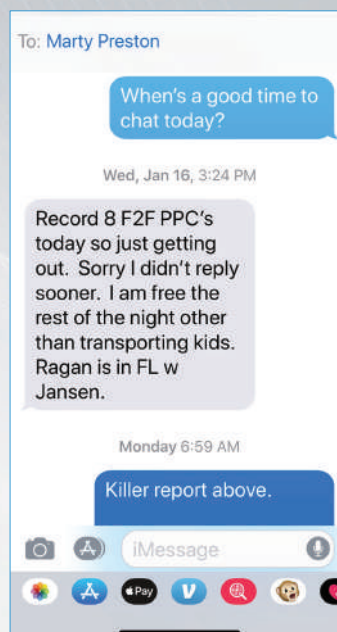 To: Marty Preston
When's a good time to
chat today?
Wed, Jan 16, 3:24 PM
Record 8 F2F PPC's
today so just getting
out. Sorry I didn't reply
sooner. I am free the
rest of the night other
than transporting kids.
Ragan is in FL w
Jansen.
Monday 6:59 AM
Killer report above.
iMessage
Pay